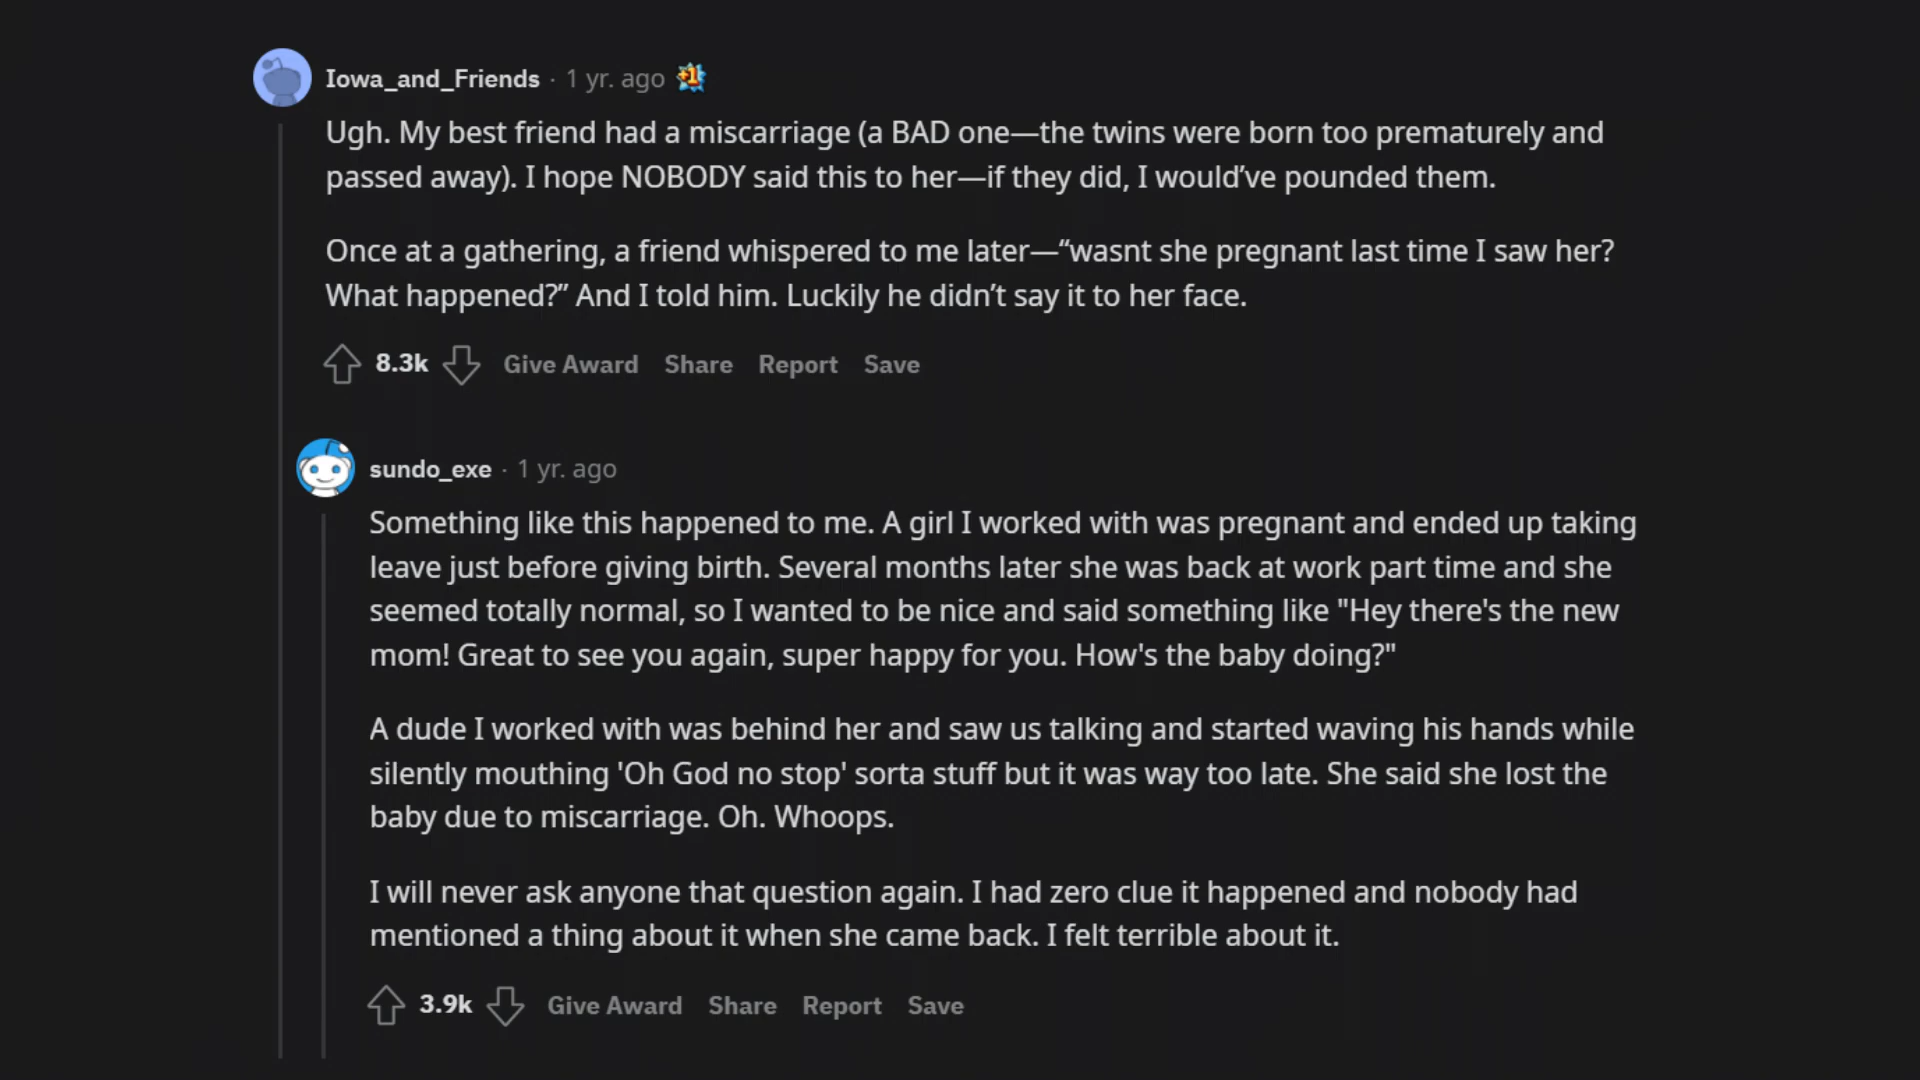 Iowa_and_Friends · 1 yr. ago +1
Ugh. My best friend had a miscarriage (a BAD one—the twins were born too prematurely and
passed away). I hope NOBODY said this to her—if they did, I would’ve pounded them.
Once at a gathering, a friend whispered to me later—“wasnt she pregnant last time I saw her?
What happened?” And I told him. Luckily he didn’t say it to her face.
8.3k Give Award Share Report Save
sundo_exe · 1 yr. ago
Something like this happened to me. A girl I worked with was pregnant and ended up taking
leave just before giving birth. Several months later she was back at work part time and she
seemed totally normal, so I wanted to be nice and said something like "Hey there's the new
mom! Great to see you again, super happy for you. How's the baby doing?"
A dude I worked with was behind her and saw us talking and started waving his hands while
silently mouthing 'Oh God no stop' sorta stuff but it was way too late. She said she lost the
baby due to miscarriage. Oh. Whoops.
I will never ask anyone that question again. I had zero clue it happened and nobody had
mentioned a thing about it when she came back. I felt terrible about it.
3.9k Give Award Share Report Save